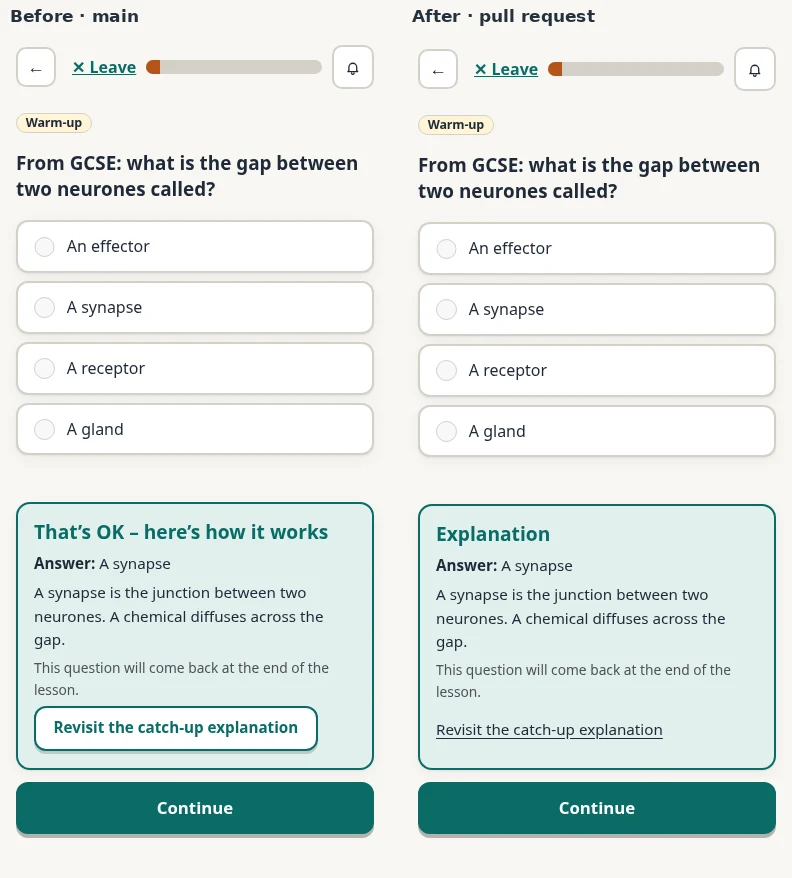 Before · main
← ✕ Leave
Warm-up
From GCSE: what is the gap between
two neurones called?
An effector
A synapse
A receptor
A gland
That’s OK – here’s how it works
Answer: A synapse
A synapse is the junction between two
neurones. A chemical diffuses across the
gap.
This question will come back at the end of the
lesson.
Revisit the catch-up explanation
Continue
After · pull request
← ✕ Leave
Warm-up
From GCSE: what is the gap between
two neurones called?
An effector
A synapse
A receptor
A gland
Explanation
Answer: A synapse
A synapse is the junction between two
neurones. A chemical diffuses across the
gap.
This question will come back at the end of the
lesson.
Revisit the catch-up explanation
Continue